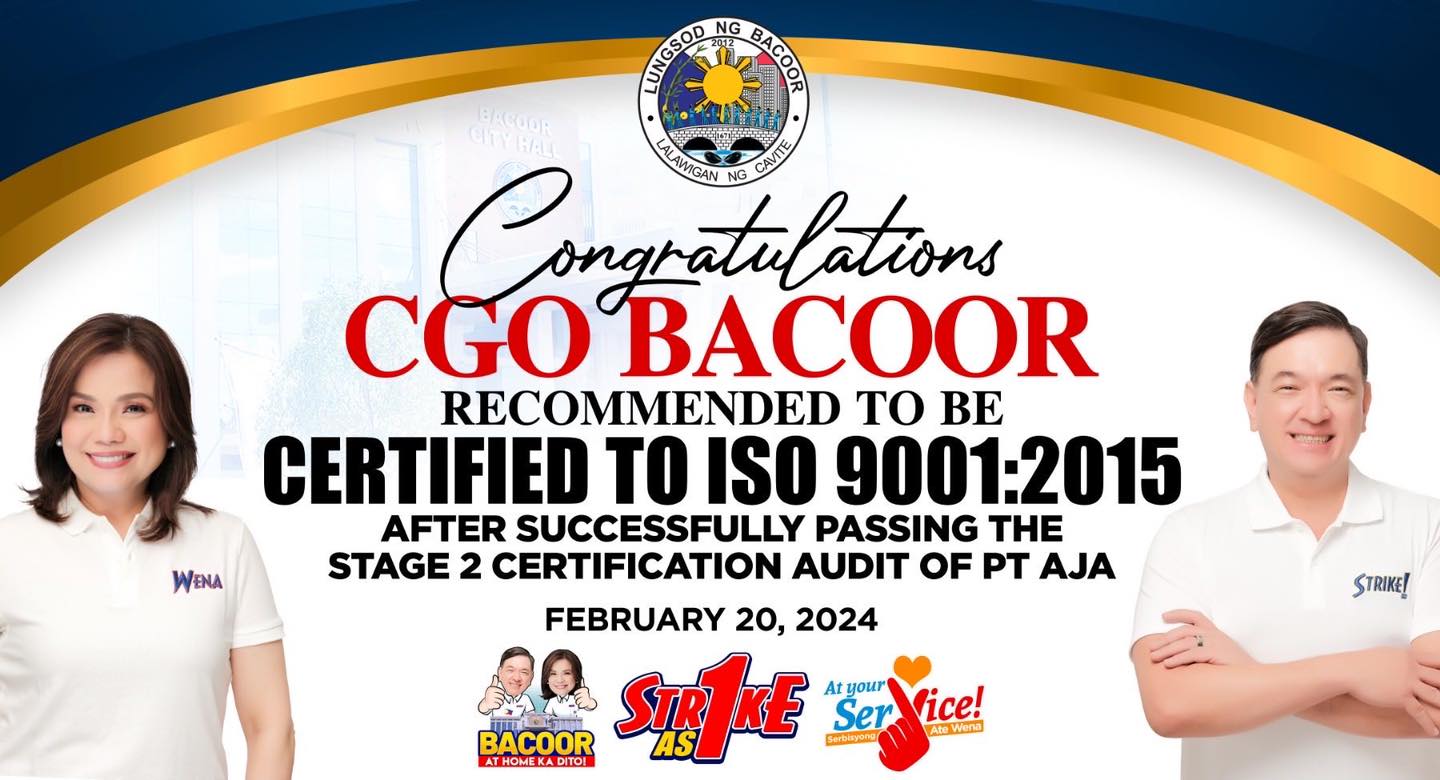 LUNGSOD NG BACOOR
2012
1671
LALAWIGAN NG CAVITE
BACOOR
CITY HALL
Congratulations
CGO BACOOR
RECOMMENDED TO BE
CERTIFIED TO ISO 9001:2015
AFTER SUCCESSFULLY PASSING THE
STAGE 2 CERTIFICATION AUDIT OF PT AJA
FEBRUARY 20, 2024
WENA
STRIKE!
BACOOR
AT HOME KA DITO!
STR1KE
AS
At your
Service!
Serbisyong Ate Wena